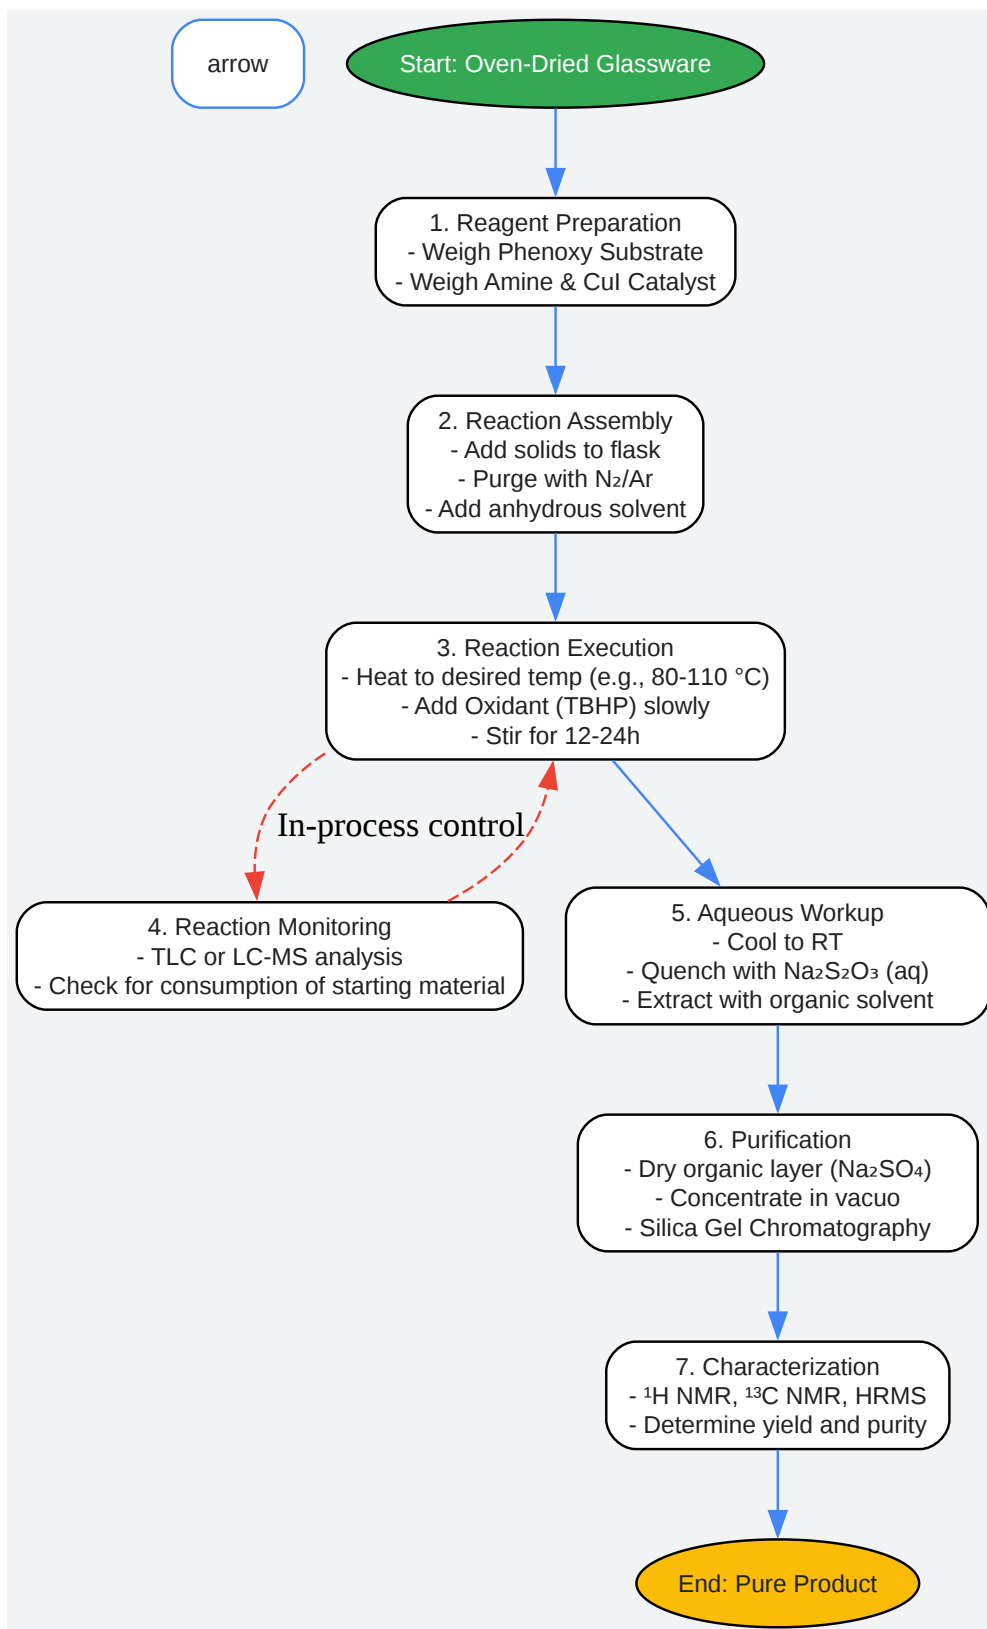 arrow
Start: Oven-Dried Glassware
1. Reagent Preparation
- Weigh Phenoxy Substrate
- Weigh Amine & CuI Catalyst
2. Reaction Assembly
- Add solids to flask
- Purge with N₂/Ar
- Add anhydrous solvent
3. Reaction Execution
- Heat to desired temp (e.g., 80-110 °C)
- Add Oxidant (TBHP) slowly
- Stir for 12-24h
In-process control
4. Reaction Monitoring
- TLC or LC-MS analysis
- Check for consumption of starting material
5. Aqueous Workup
- Cool to RT
- Quench with Na₂S₂O₃ (aq)
- Extract with organic solvent
6. Purification
- Dry organic layer (Na₂SO₄)
- Concentrate in vacuo
- Silica Gel Chromatography
7. Characterization
- ¹H NMR, ¹³C NMR, HRMS
- Determine yield and purity
End: Pure Product